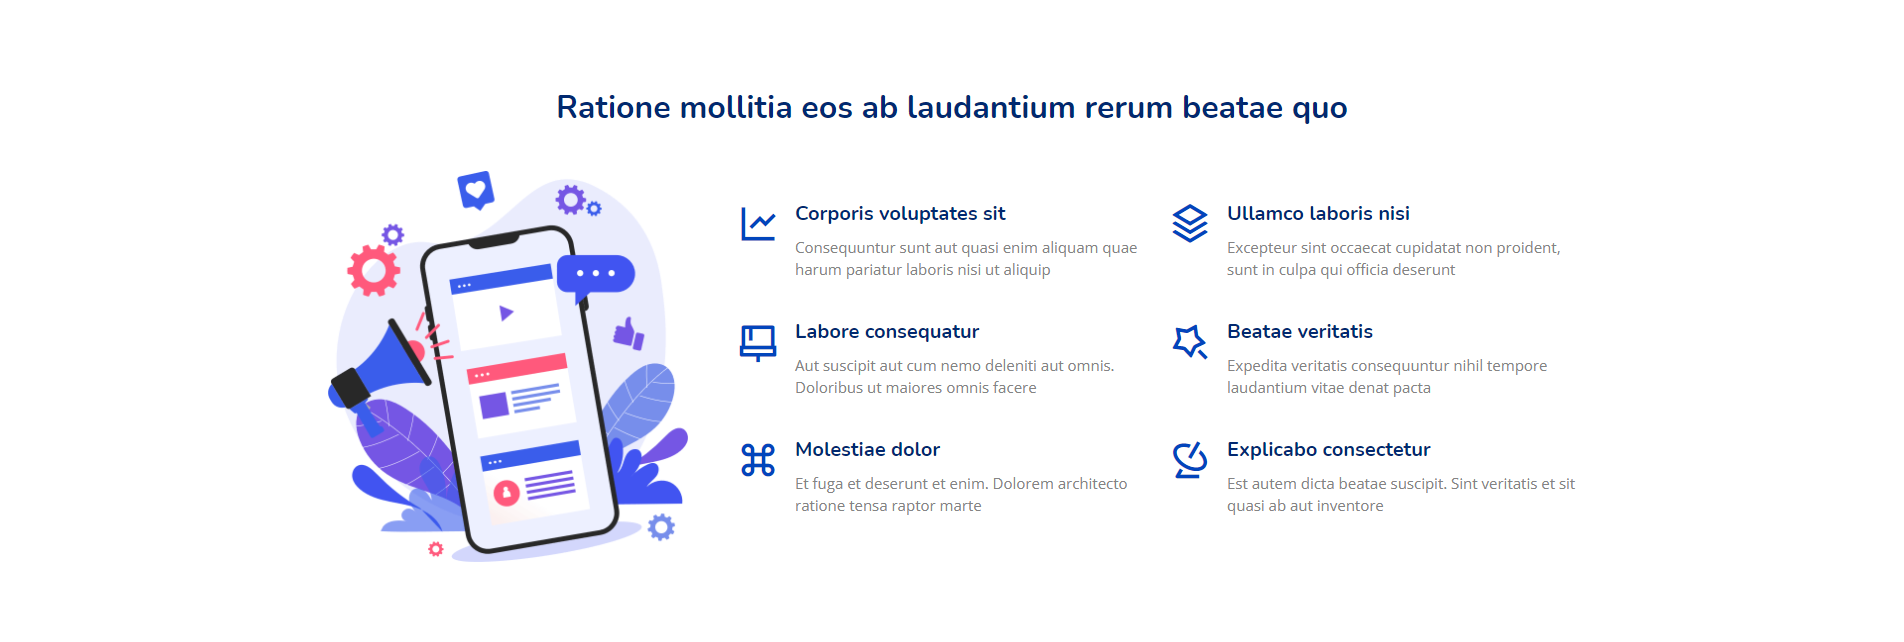 Ratione mollitia eos ab laudantium rerum beatae quo
Corporis voluptates sit
Consequuntur sunt aut quasi enim aliquam quae
harum pariatur laboris nisi ut aliquip
Ullamco laboris nisi
Excepteur sint occaecat cupidatat non proident,
sunt in culpa qui officia deserunt
Labore consequatur
Aut suscipit aut cum nemo deleniti aut omnis.
Doloribus ut maiores omnis facere
Beatae veritatis
Expedita veritatis consequuntur nihil tempore
laudantium vitae denat pacta
Molestiae dolor
Et fuga et deserunt et enim. Dolorem architecto
ratione tensa raptor marte
Explicabo consectetur
Est autem dicta beatae suscipit. Sint veritatis et sit
quasi ab aut inventore